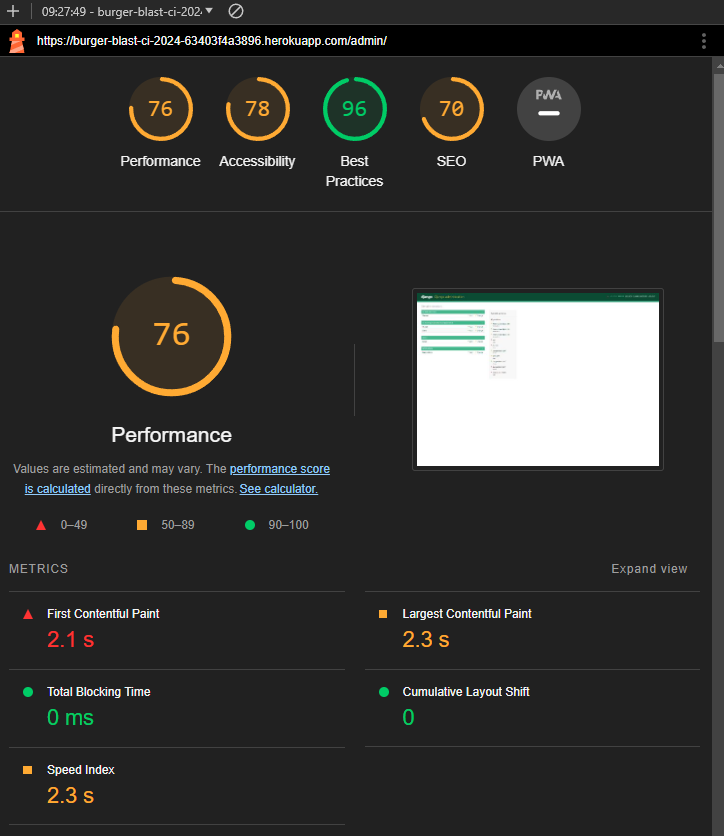 09:27:49 - burger-blast-ci-202
https://burger-blast-ci-2024-63403f4a3896.herokuapp.com/admin/
76
78
96
70
PWA
Performance
Accessibility
Best
Practices
SEO
PWA
76
Performance
Values are estimated and may vary. The performance score
is calculated directly from these metrics. See calculator.
0–49
50–89
90–100
METRICS
Expand view
First Contentful Paint
2.1 s
Largest Contentful Paint
2.3 s
Total Blocking Time
0 ms
Cumulative Layout Shift
0
Speed Index
2.3 s